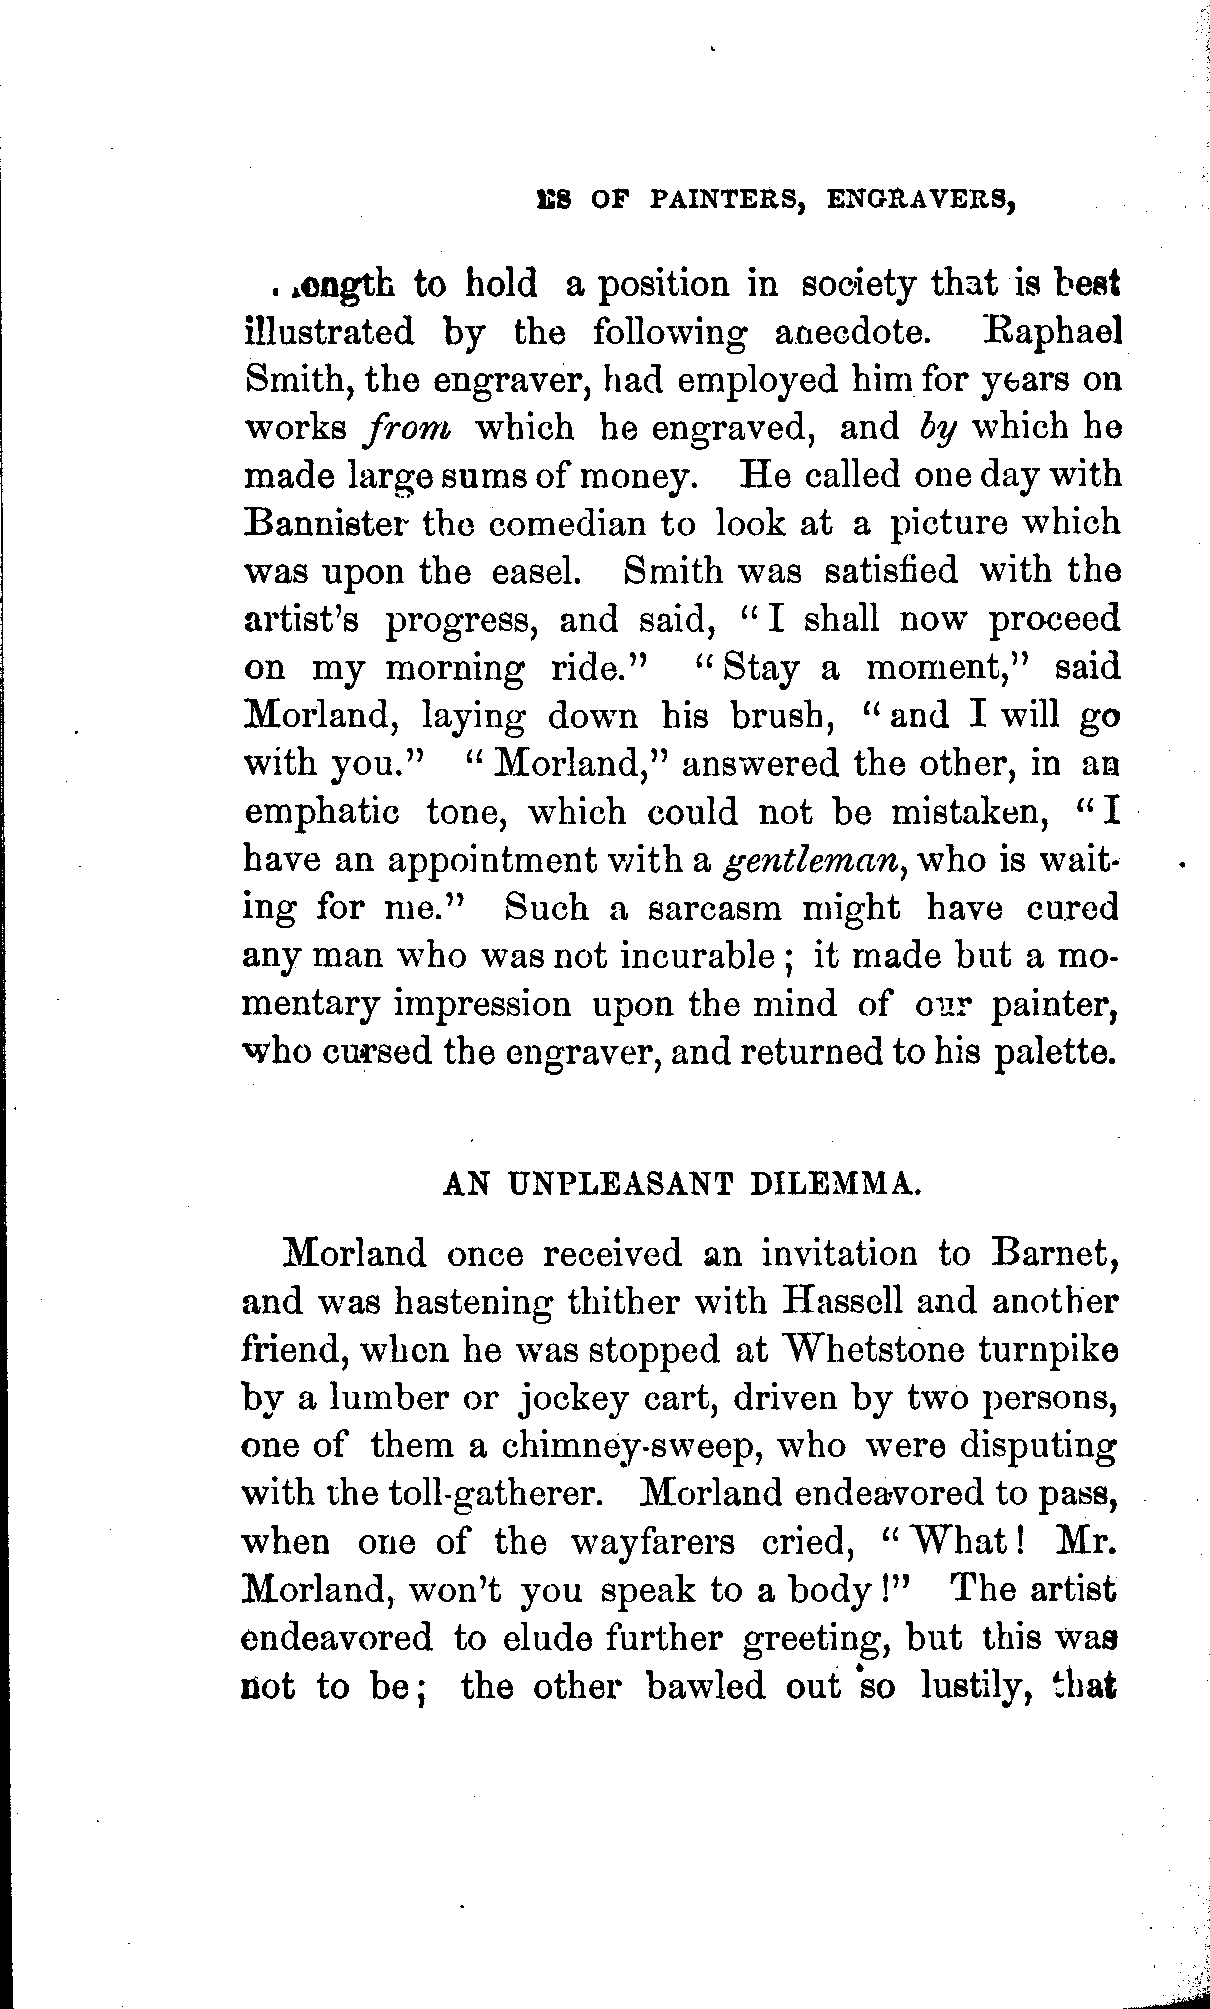 ES OF PAINTERS, ENGRAVERS,
length to hold a position in society that is best
illustrated by the following anecdote. Raphael
Smith, the engraver, had employed him for years on
works from which he engraved, and by which he
made large sums of money. He called one day with
Bannister the comedian to look at a picture which
was upon the easel. Smith was satisfied with the
artist's progress, and said, "I shall now proceed
on my morning ride." "Stay a moment," said
Morland, laying down his brush, "and I will go
with you." "Morland," answered the other, in an
emphatic tone, which could not be mistaken, "I
have an appointment with a gentleman, who is wait-
ing for me." Such a sarcasm might have cured
any man who was not incurable; it made but a mo-
mentary impression upon the mind of our painter,
who cursed the engraver, and returned to his palette.
AN UNPLEASANT DILEMMA.
Morland once received an invitation to Barnet,
and was hastening thither with Hassell and another
friend, when he was stopped at Whetstone turnpike
by a lumber or jockey cart, driven by two persons,
one of them a chimney-sweep, who were disputing
with the toll-gatherer. Morland endeavored to pass,
when one of the wayfarers cried, "What! Mr.
Morland, won't you speak to a body!" The artist
endeavored to elude further greeting, but this was
not to be; the other bawled out so lustily, that